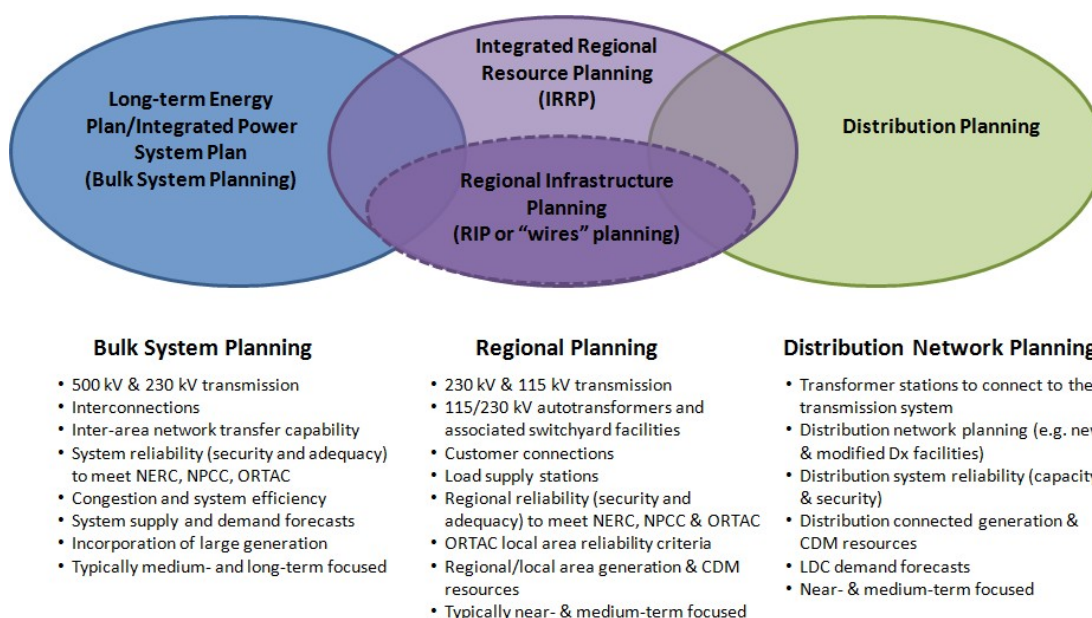 Long-term Energy
Plan/Integrated Power
System Plan
(Bulk System Planning)
Integrated Regional
Resource Planning
(IRRP)
Regional Infrastructure
Planning
(RIP or “wires” planning)
Distribution Planning
Bulk System Planning
• 500 kV & 230 kV transmission
• Interconnections
• Inter-area network transfer capability
• System reliability (security and adequacy)
to meet NERC, NPCC, ORTAC
• Congestion and system efficiency
• System supply and demand forecasts
• Incorporation of large generation
• Typically medium- and long-term focused
Regional Planning
• 230 kV & 115 kV transmission
• 115/230 kV autotransformers and
associated switchyard facilities
• Customer connections
• Load supply stations
• Regional reliability (security and
adequacy) to meet NERC, NPCC & ORTAC
• ORTAC local area reliability criteria
• Regional/local area generation & CDM
resources
• Typically near- & medium-term focused
Distribution Network Planning
• Transformer stations to connect to the
transmission system
• Distribution network planning (e.g. new
& modified Dx facilities)
• Distribution system reliability (capacity
& security)
• Distribution connected generation &
CDM resources
• LDC demand forecasts
• Near- & medium-term focused